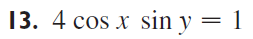 13. 4 cos x sin y = 1